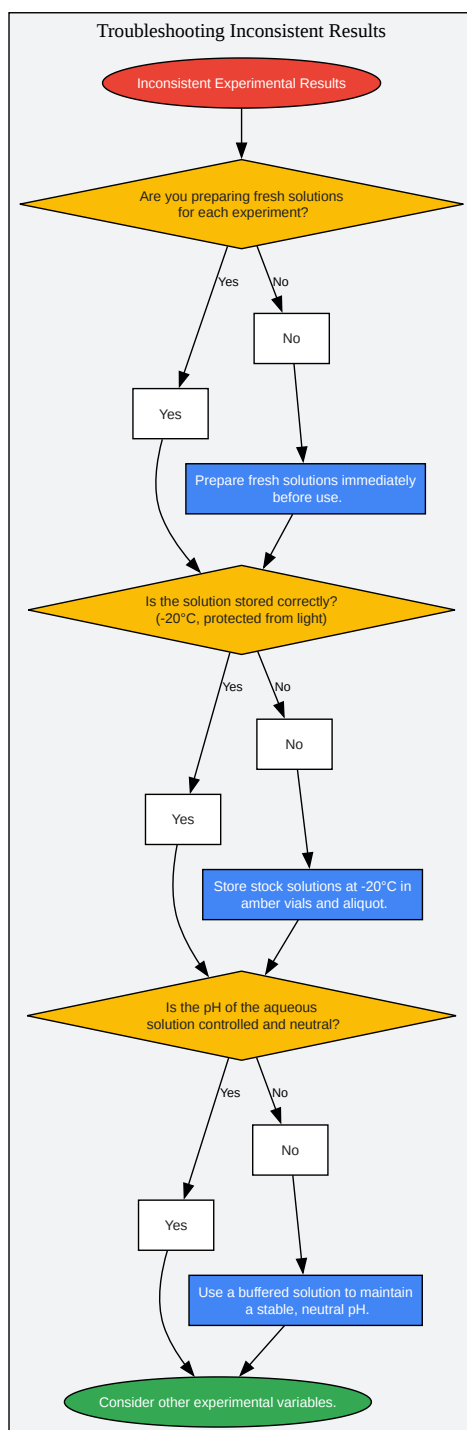 Troubleshooting Inconsistent Results
Inconsistent Experimental Results
Are you preparing fresh solutions
for each experiment?
Yes
No
No
Yes
Prepare fresh solutions immediately
before use.
Is the solution stored correctly?
(-20°C, protected from light)
Yes
No
No
Yes
Store stock solutions at -20°C in
amber vials and aliquot.
Is the pH of the aqueous
solution controlled and neutral?
Yes
No
No
Yes
Use a buffered solution to maintain
a stable, neutral pH.
Consider other experimental variables.